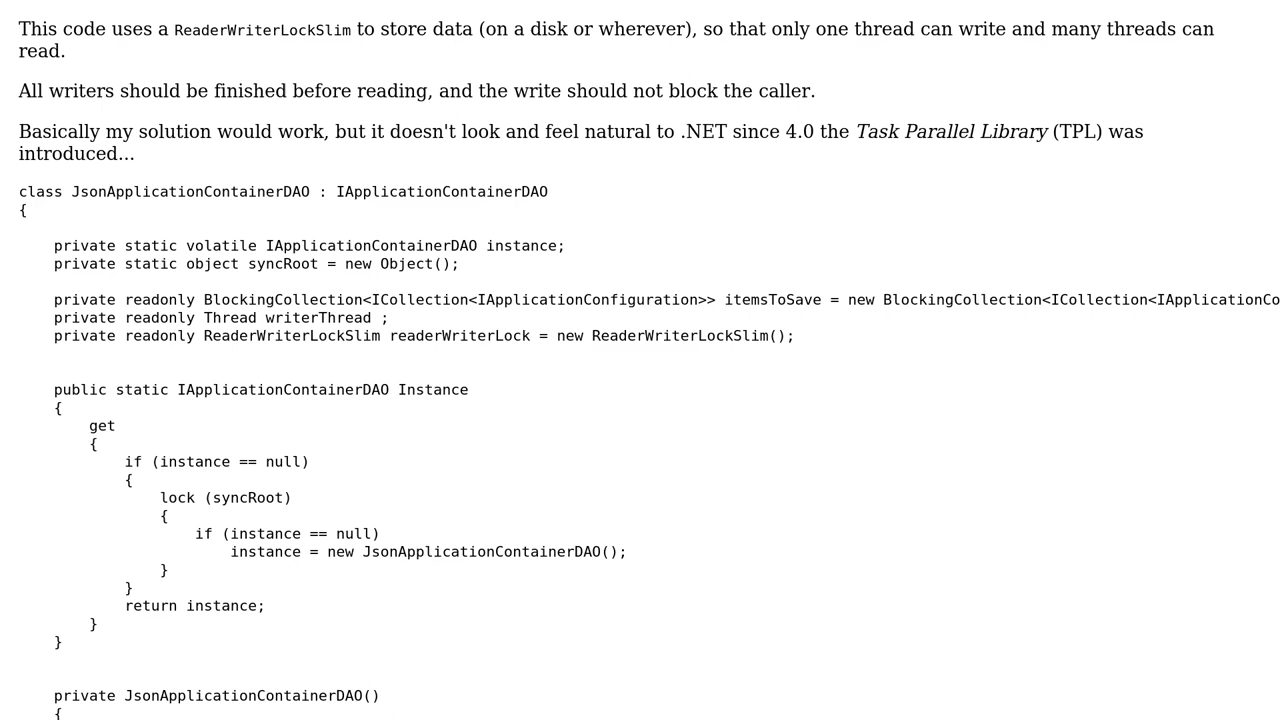 This code uses a ReaderWriterLockSlim to store data (on a disk or wherever), so that only one thread can write and many threads can
read.
All writers should be finished before reading, and the write should not block the caller.
Basically my solution would work, but it doesn't look and feel natural to .NET since 4.0 the Task Parallel Library (TPL) was
introduced...
class JsonApplicationContainerDAO : IApplicationContainerDAO
{
    private static volatile IApplicationContainerDAO instance;
    private static object syncRoot = new Object();
    private readonly BlockingCollection<ICollection<IApplicationConfiguration>> itemsToSave = new BlockingCollection<ICollection<IApplicationCo
    private readonly Thread writerThread ;
    private readonly ReaderWriterLockSlim readerWriterLock = new ReaderWriterLockSlim();
    public static IApplicationContainerDAO Instance
    {
        get
        {
            if (instance == null)
            {
                lock (syncRoot)
                {
                    if (instance == null)
                        instance = new JsonApplicationContainerDAO();
                }
            }
            return instance;
        }
    }
    private JsonApplicationContainerDAO()
    {